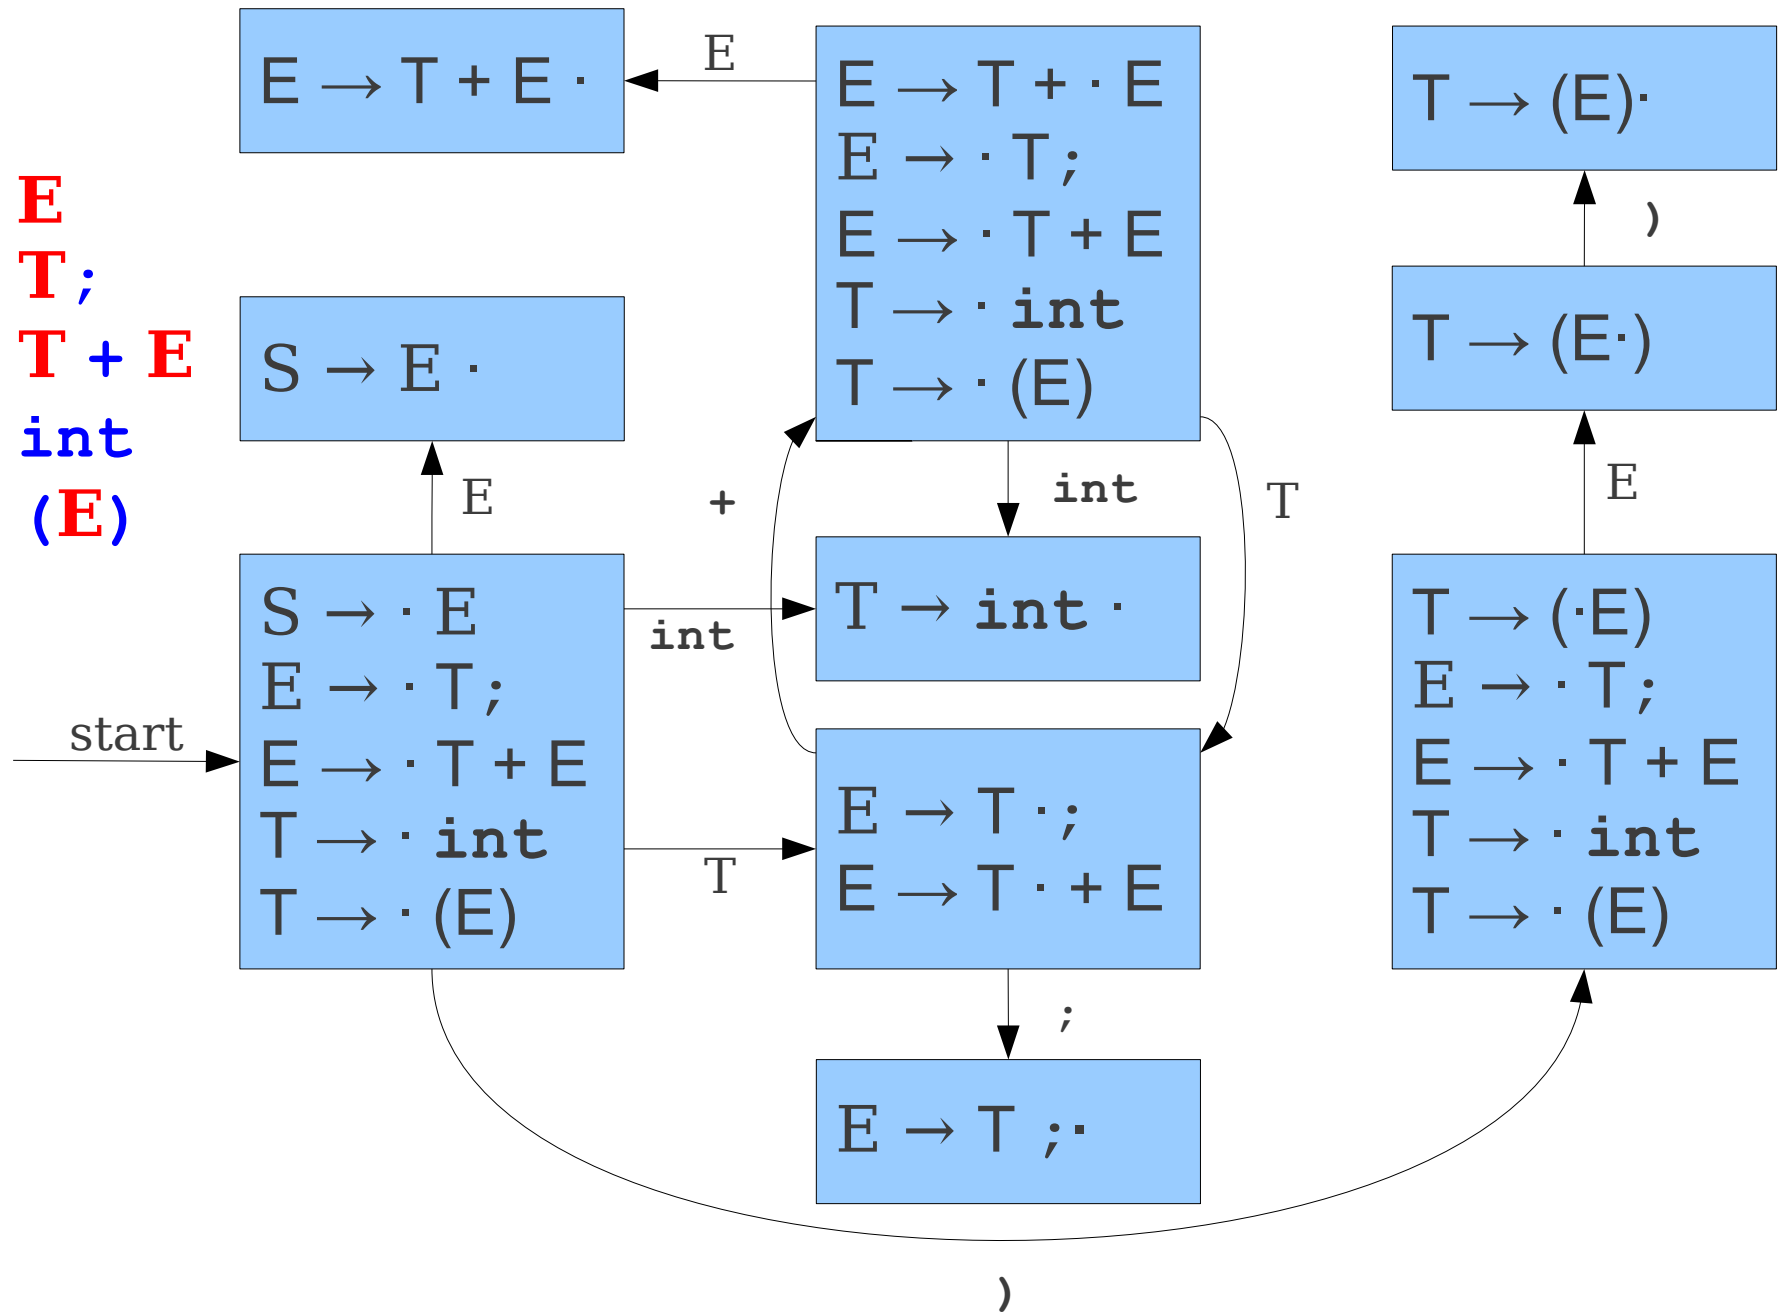 E
T ;
T + E
int
(E)
E → T + E ·
E
E → T + · E
E → · T ;
E → · T + E
T → · int
T → · (E)
T → (E)·
)
S → E ·
T → (E·)
E
+
int
T
E
start
S → · E
E → · T ;
E → · T + E
T → · int
T → · (E)
int
T
T → int ·
E → T · ;
E → T · + E
;
E → T ; ·
T → (·E)
E → · T ;
E → · T + E
T → · int
T → · (E)
)